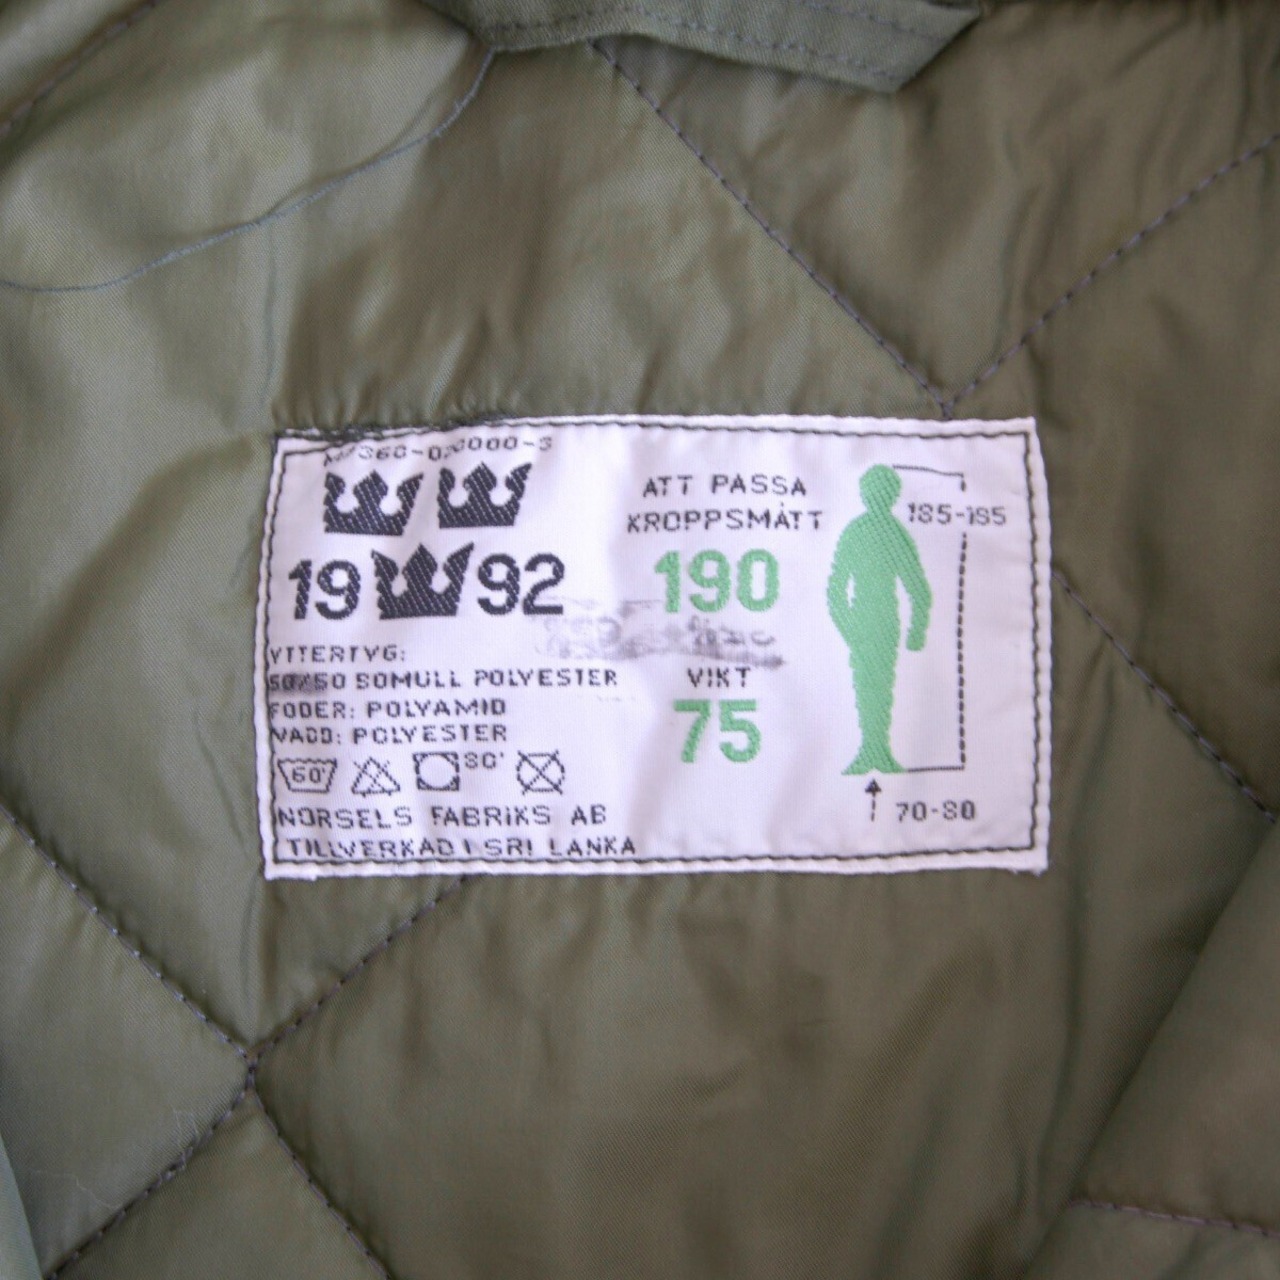 ATT PASSA
KROPPSMÅTT
190
VIKT
75
185-195
70-80
19 92
YTTERTYG:
50/50 BOMULL POLYESTER
FODER: POLYAMID
VADD: POLYESTER
60° 80°
NORSELS FABRIKS AB
TILLVERKAD I SRI LANKA